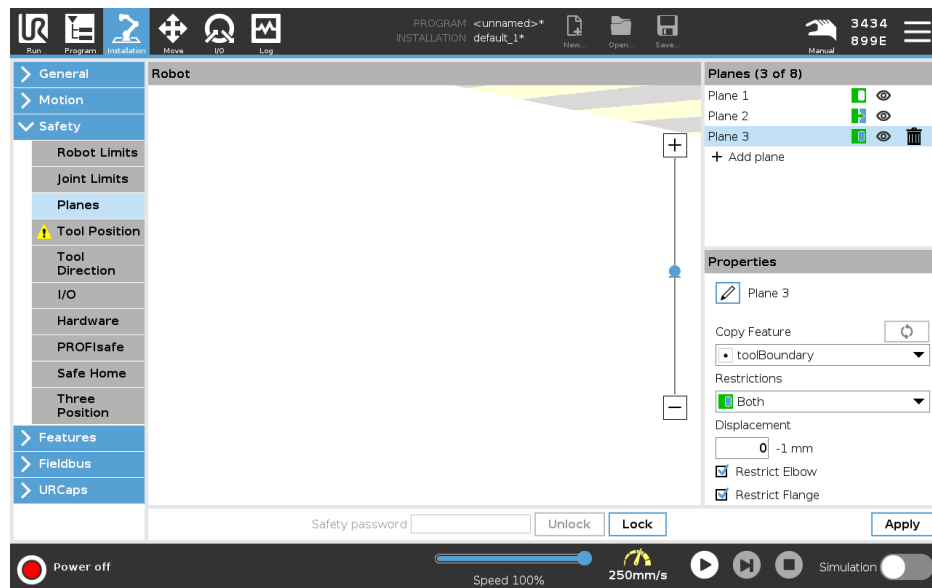 PROGRAM <unnamed>*
INSTALLATION default_1*
Run Program Installation Move I/O Log New... Open... Save... Manual
3434
899E
General
Motion
Safety
Robot Limits
Joint Limits
Planes
Tool Position
Tool
Direction
I/O
Hardware
PROFIsafe
Safe Home
Three
Position
Features
Fieldbus
URCaps
Robot
Planes (3 of 8)
Plane 1
Plane 2
Plane 3
+ Add plane
Properties
Plane 3
Copy Feature
toolBoundary
Restrictions
Both
Displacement
0 -1 mm
Restrict Elbow
Restrict Flange
Safety password Unlock Lock Apply
Power off
Speed 100%
250mm/s
Simulation